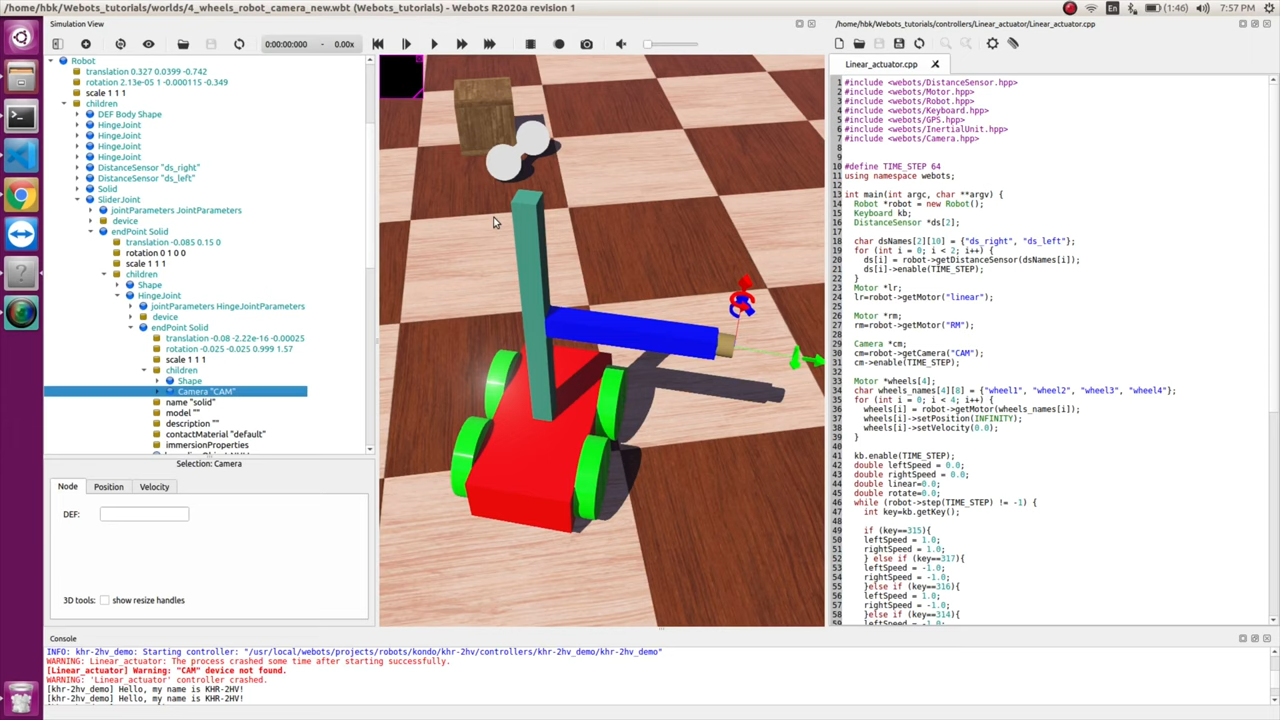 /home/hbk/Webots_tutorials/worlds/4_wheels_robot_camera_new.wbt (Webots_tutorials) - Webots R2020a revision 1
En
(1:46)
7:57 PM
Simulation View
0:00:00:000 - 0.00x
Robot
translation 0.327 0.0399 -0.742
rotation 2.13e-05 1 -0.000115 -0.349
scale 1 1 1
children
DEF Body Shape
HingeJoint
HingeJoint
HingeJoint
HingeJoint
DistanceSensor "ds_right"
DistanceSensor "ds_left"
Solid
SliderJoint
jointParameters JointParameters
device
endPoint Solid
translation -0.085 0.15 0
rotation 0 1 0 0
scale 1 1 1
children
Shape
HingeJoint
jointParameters HingeJointParameters
device
endPoint Solid
translation -0.08 -2.22e-16 -0.00025
rotation -0.025 -0.025 0.999 1.57
scale 1 1 1
children
Shape
Camera "CAM"
name "solid"
model ""
description ""
contactMaterial "default"
immersionProperties
Selection: Camera
Node
Position
Velocity
DEF:
3D tools:
show resize handles
/home/hbk/Webots_tutorials/controllers/Linear_actuator/Linear_actuator.cpp
Linear_actuator.cpp
1 #include <webots/DistanceSensor.hpp>
2 #include <webots/Motor.hpp>
3 #include <webots/Robot.hpp>
4 #include <webots/Keyboard.hpp>
5 #include <webots/GPS.hpp>
6 #include <webots/InertialUnit.hpp>
7 #include <webots/Camera.hpp>
8
9
10 #define TIME_STEP 64
11 using namespace webots;
12
13 int main(int argc, char **argv) {
14 Robot *robot = new Robot();
15 Keyboard kb;
16 DistanceSensor *ds[2];
17
18 char dsNames[2][10] = {"ds_right", "ds_left"};
19 for (int i = 0; i < 2; i++) {
20 ds[i] = robot->getDistanceSensor(dsNames[i]);
21 ds[i]->enable(TIME_STEP);
22 }
23 Motor *lr;
24 lr=robot->getMotor("linear");
25
26 Motor *rm;
27 rm=robot->getMotor("RM");
28
29 Camera *cm;
30 cm=robot->getCamera("CAM");
31 cm->enable(TIME_STEP);
32
33 Motor *wheels[4];
34 char wheels_names[4][8] = {"wheel1", "wheel2", "wheel3", "wheel4"};
35 for (int i = 0; i < 4; i++) {
36 wheels[i] = robot->getMotor(wheels_names[i]);
37 wheels[i]->setPosition(INFINITY);
38 wheels[i]->setVelocity(0.0);
39 }
40
41 kb.enable(TIME_STEP);
42 double leftSpeed = 0.0;
43 double rightSpeed = 0.0;
44 double linear=0.0;
45 double rotate=0.0;
46 while (robot->step(TIME_STEP) != -1) {
47 int key=kb.getKey();
48
49 if (key==315){
50 leftSpeed = 1.0;
51 rightSpeed = 1.0;
52 } else if (key==317){
53 leftSpeed = -1.0;
54 rightSpeed = -1.0;
55 }else if (key==316){
56 leftSpeed = 1.0;
57 rightSpeed = -1.0;
58 }else if (key==314){
59 leftSpeed = -1.0;
Console
INFO: khr-2hv_demo: Starting controller: "/usr/local/webots/projects/robots/kondo/khr-2hv/controllers/khr-2hv_demo/khr-2hv_demo"
WARNING: Linear_actuator: The process crashed some time after starting successfully.
[Linear_actuator] Warning: "CAM" device not found.
WARNING: 'Linear_actuator' controller crashed.
[khr-2hv_demo] Hello, my name is KHR-2HV!
[khr-2hv_demo] Hello, my name is KHR-2HV!